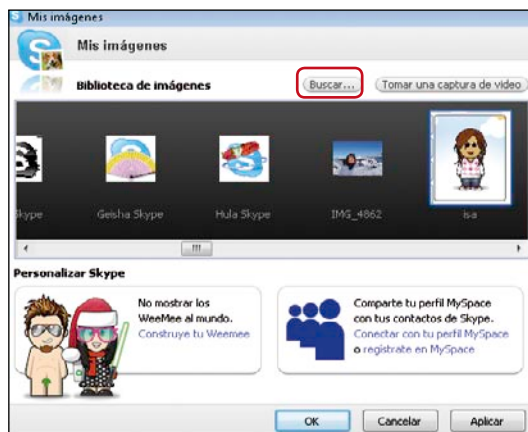 Mis imágenes
Mis imágenes
Biblioteca de imágenes
Buscar...
Tomar una captura de video
Skype
Geisha Skype
Hula Skype
IMG_4862
isa
Personalizar Skype
No mostrar los
WeeMee al mundo.
Construye tu Weemee
Comparte tu perfil MySpace
con tus contactos de Skype.
Conectar con tu perfil MySpace
o regístrate en MySpace
OK
Cancelar
Aplicar